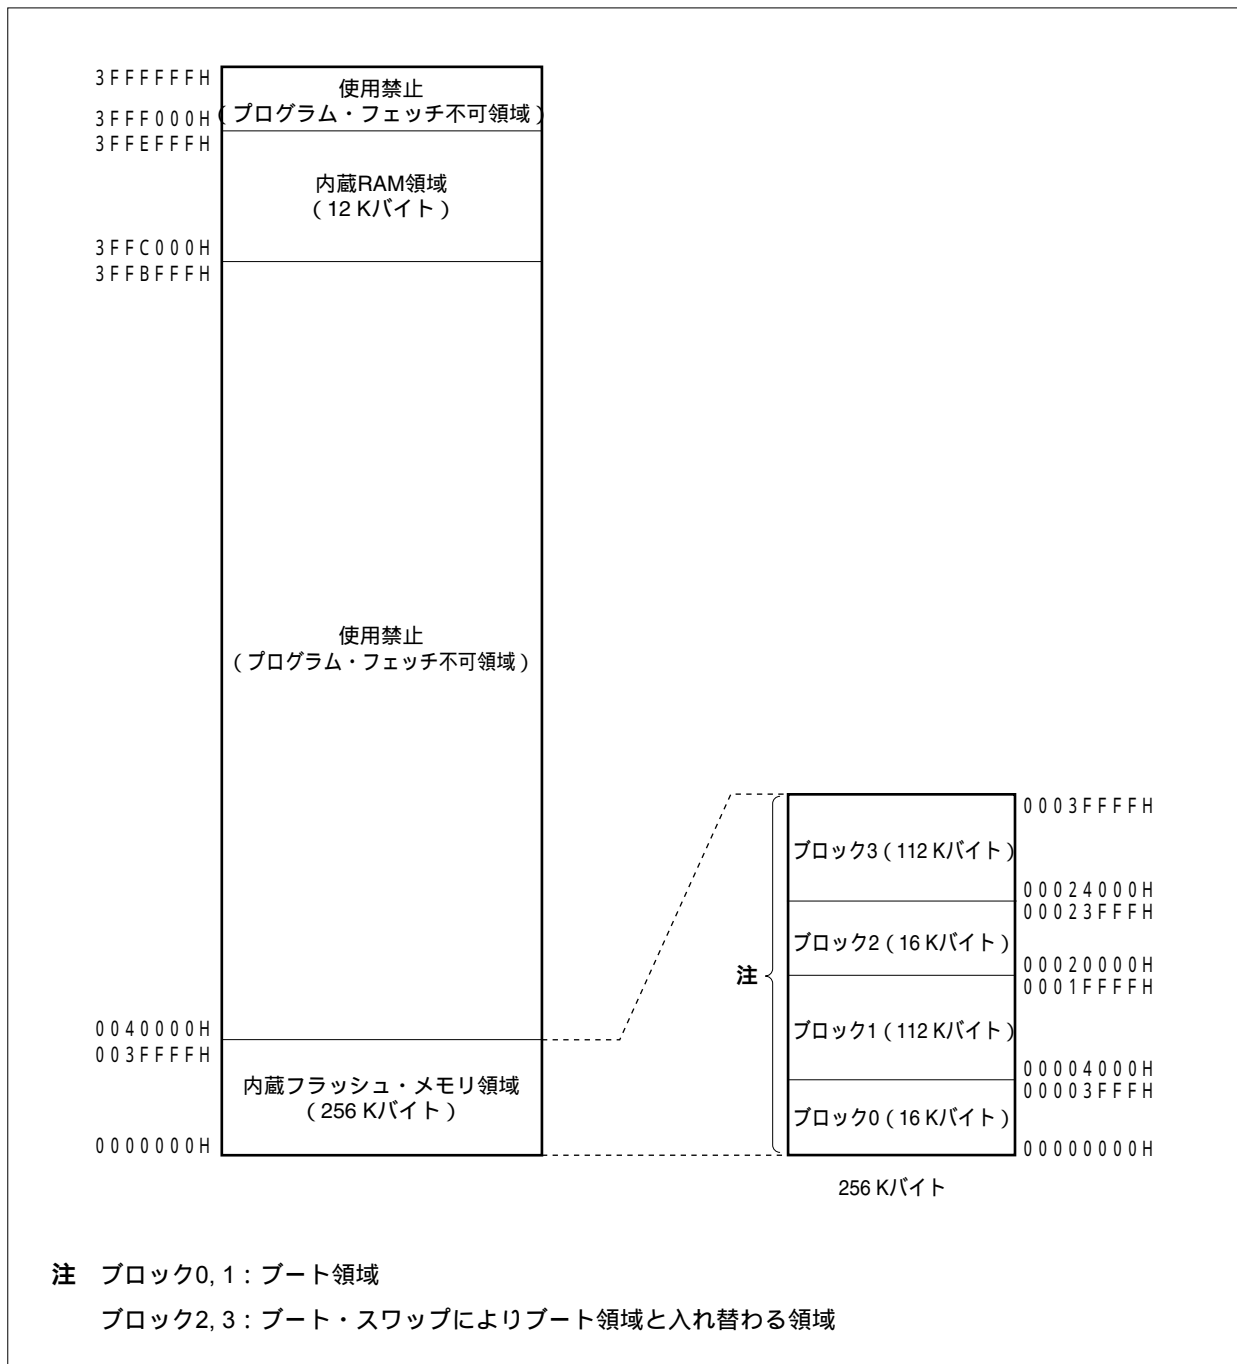 3FFFFFFH
使用禁止
3FFF000H
(プログラム・フェッチ不可領域)
3FFEFFFH
内蔵RAM領域
(12 Kバイト)
3FFC000H
3FFBFFFH
使用禁止
(プログラム・フェッチ不可領域)
0040000H
003FFFFH
内蔵フラッシュ・メモリ領域
(256 Kバイト)
0000000H
注
0003FFFFH
ブロック3(112 Kバイト)
00024000H
00023FFFH
ブロック2(16 Kバイト)
00020000H
0001FFFFH
ブロック1(112 Kバイト)
00004000H
00003FFFH
ブロック0(16 Kバイト)
00000000H
256 Kバイト
注 ブロック0, 1:ブート領域
ブロック2, 3:ブート・スワップによりブート領域と入れ替わる領域